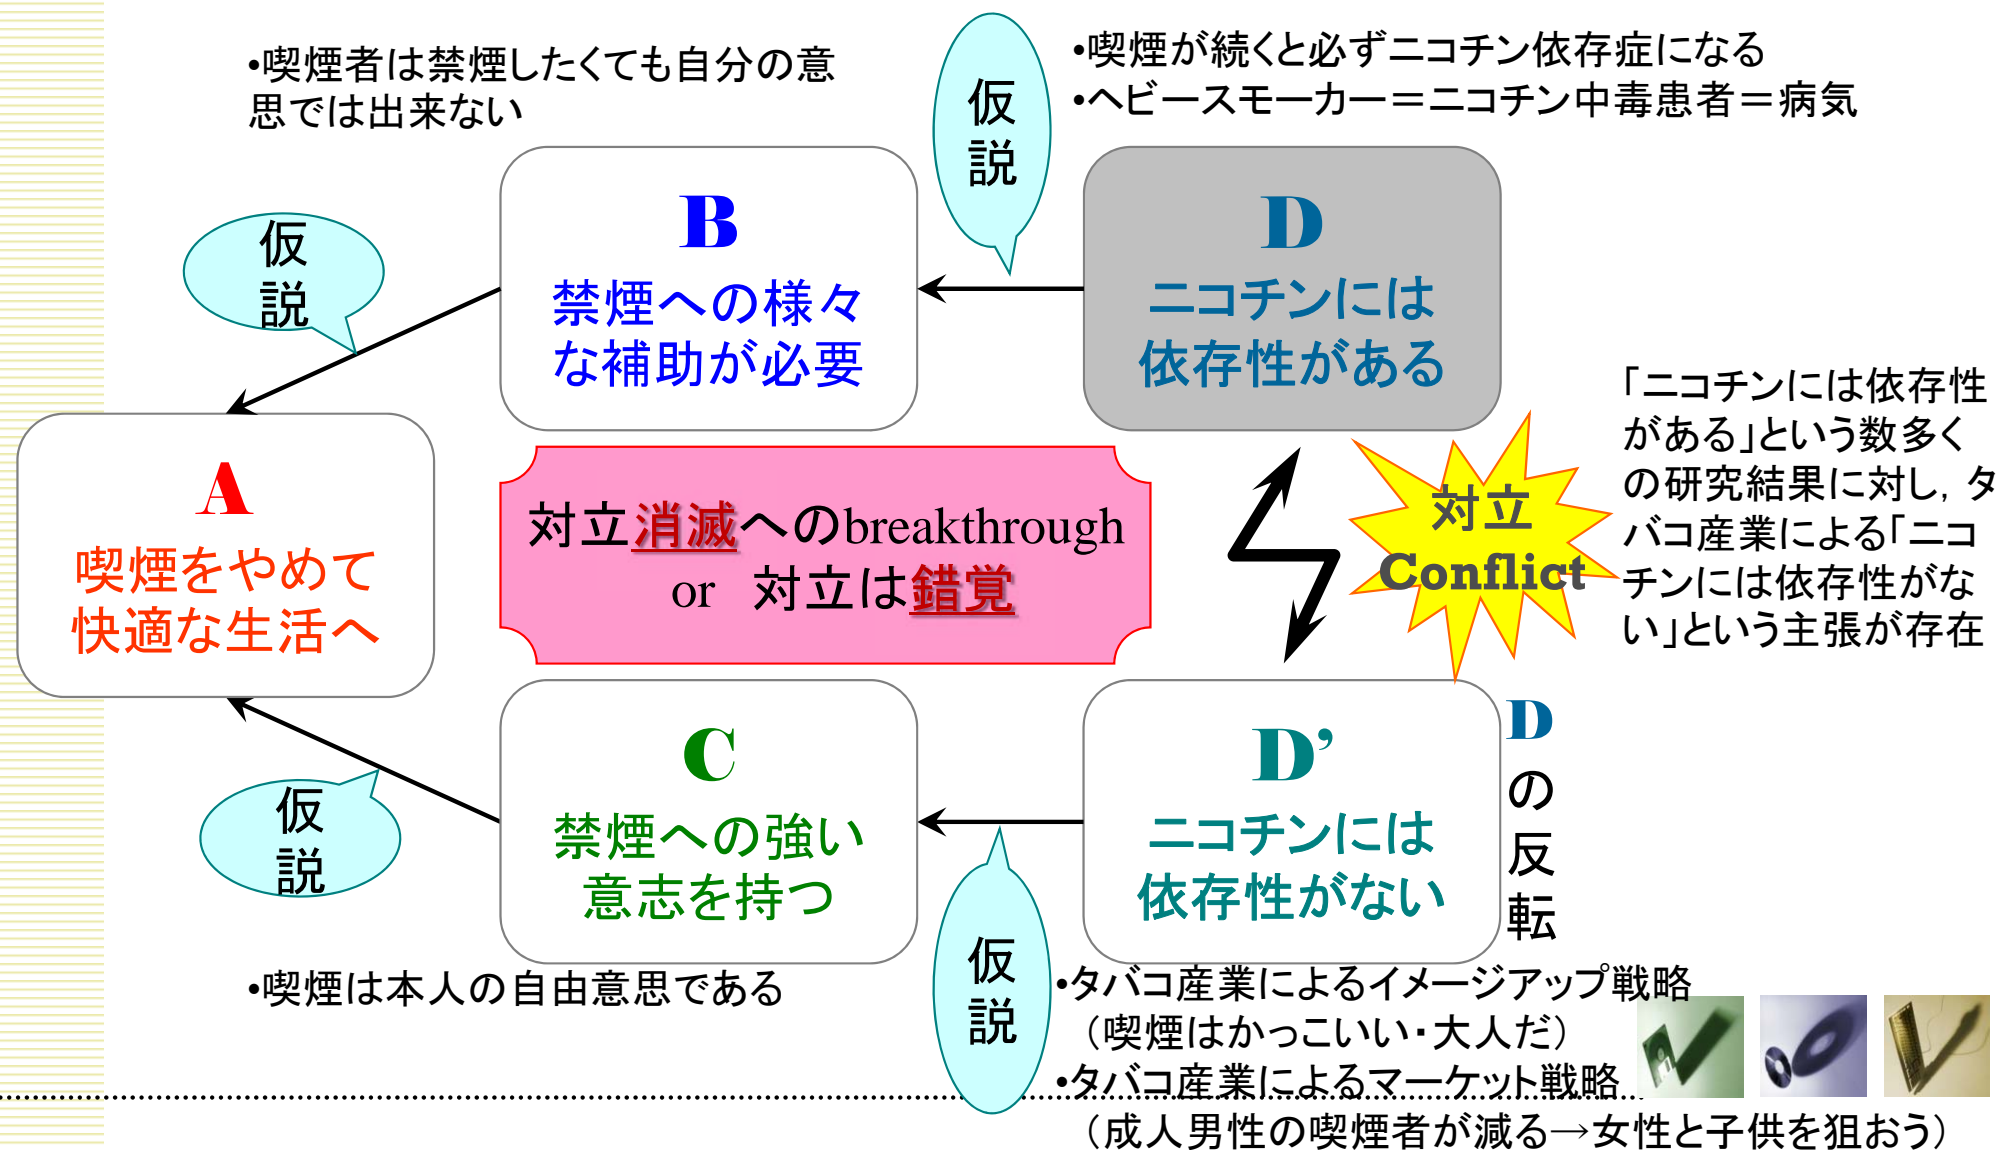 •喫煙者は禁煙したくても自分の意
思では出来ない
仮
説
•喫煙が続くと必ずニコチン依存症になる
•ヘビースモーカー＝ニコチン中毒患者＝病気
仮
説
B
禁煙への様々
な補助が必要
D
ニコチンには
依存性がある
A
喫煙をやめて
快適な生活へ
対立消滅へのbreakthrough
or 対立は錯覚
対立
Conflict
「ニコチンには依存性
がある」という数多く
の研究結果に対し, タ
バコ産業による「ニコ
チンには依存性がな
い」という主張が存在
仮
説
C
禁煙への強い
意志を持つ
D’
ニコチンには
依存性がない
D
の
反
転
•喫煙は本人の自由意思である
仮
説
•タバコ産業によるイメージアップ戦略
（喫煙はかっこいい・大人だ）
•タバコ産業によるマーケット戦略
（成人男性の喫煙者が減る→女性と子供を狙おう）